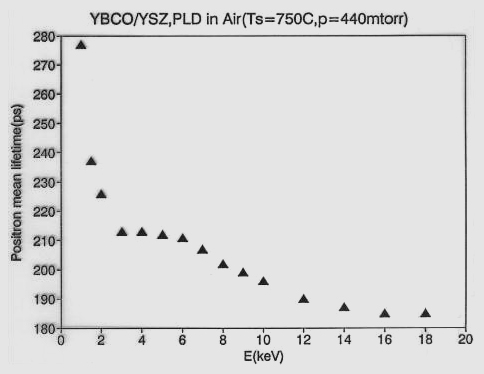 YBCO/YSZ,PLD in Air(Ts=750C,p=440mtorr)
Positron mean lifetime(ps)
280
270
260
250
240
230
220
210
200
190
180
0 2 4 6 8 10 12 14 16 18 20
E(keV)